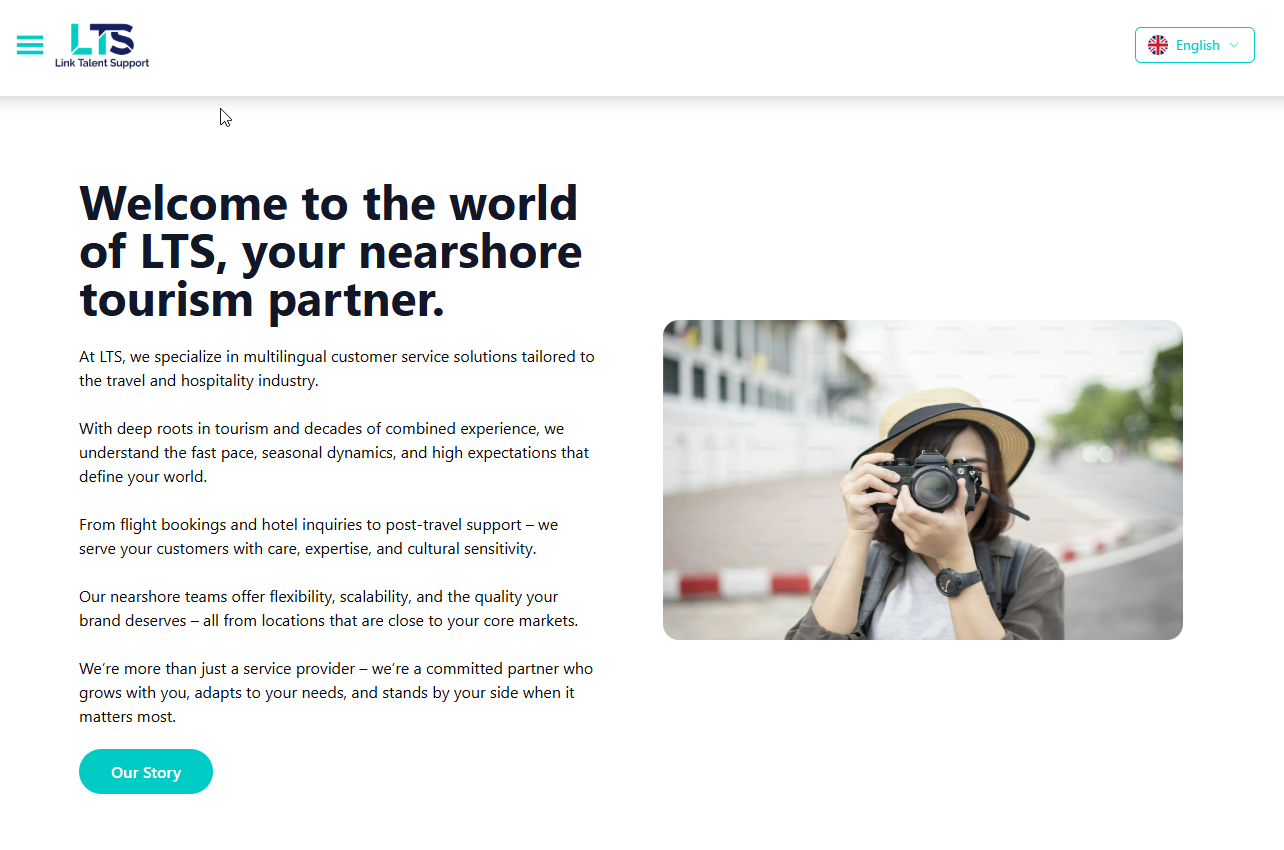 LTS
Link Talent Support
English
Welcome to the world
of LTS, your nearshore
tourism partner.
At LTS, we specialize in multilingual customer service solutions tailored to
the travel and hospitality industry.
With deep roots in tourism and decades of combined experience, we
understand the fast pace, seasonal dynamics, and high expectations that
define your world.
From flight bookings and hotel inquiries to post-travel support – we
serve your customers with care, expertise, and cultural sensitivity.
Our nearshore teams offer flexibility, scalability, and the quality your
brand deserves – all from locations that are close to your core markets.
We’re more than just a service provider – we’re a committed partner who
grows with you, adapts to your needs, and stands by your side when it
matters most.
Our Story